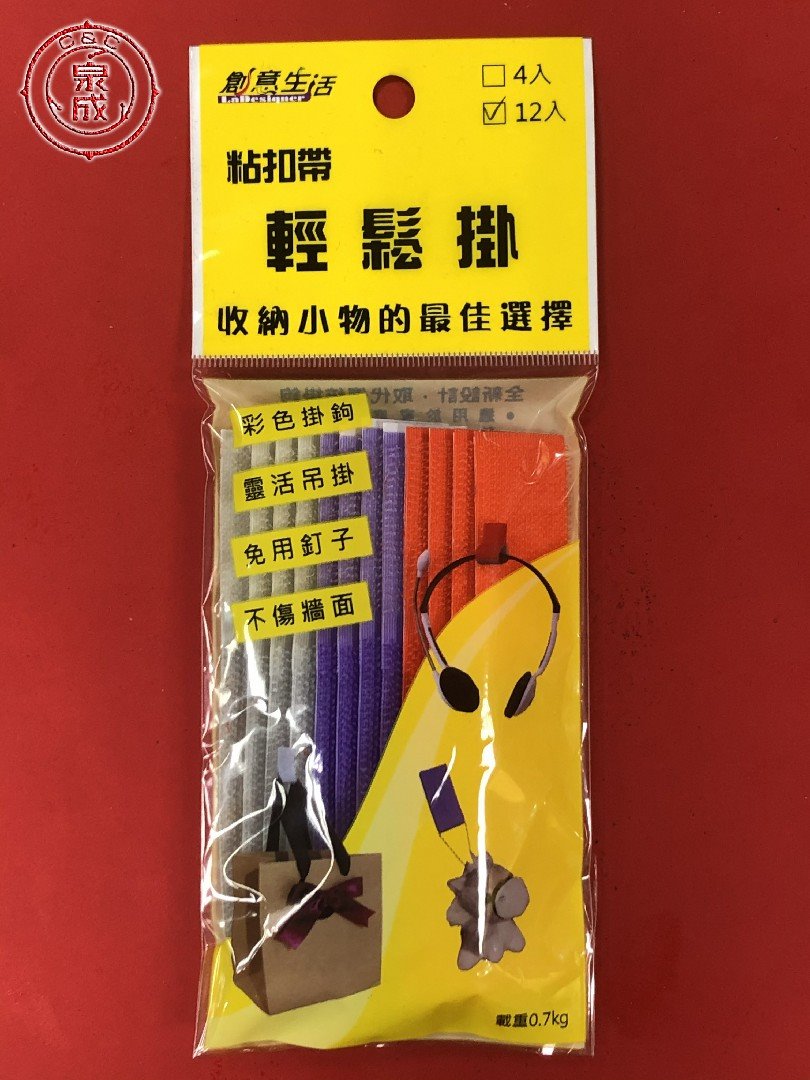 C&C
泉成
創意生活
LaDesigner
□ 4入
☑ 12入
粘扣帶
輕鬆掛
收納小物的最佳選擇
彩色掛鉤
靈活吊掛
免用釘子
不傷牆面
載重0.7kg